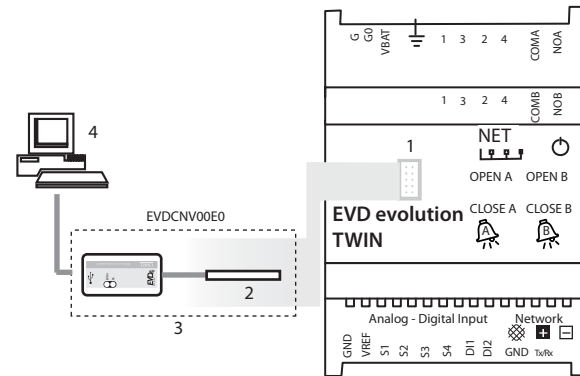 G G0 VBAT 1 3 2 4 COMA NOA
1 3 2 4 COMB NOB
4
1
NET
OPEN A OPEN B
EVDCNV00E0
CLOSE A CLOSE B
EVD evolution
TWIN
A B
2
3
Analog - Digital Input Network
GND VREF S1 S2 S3 S4 DI1 DI2 GND Tx/Rx